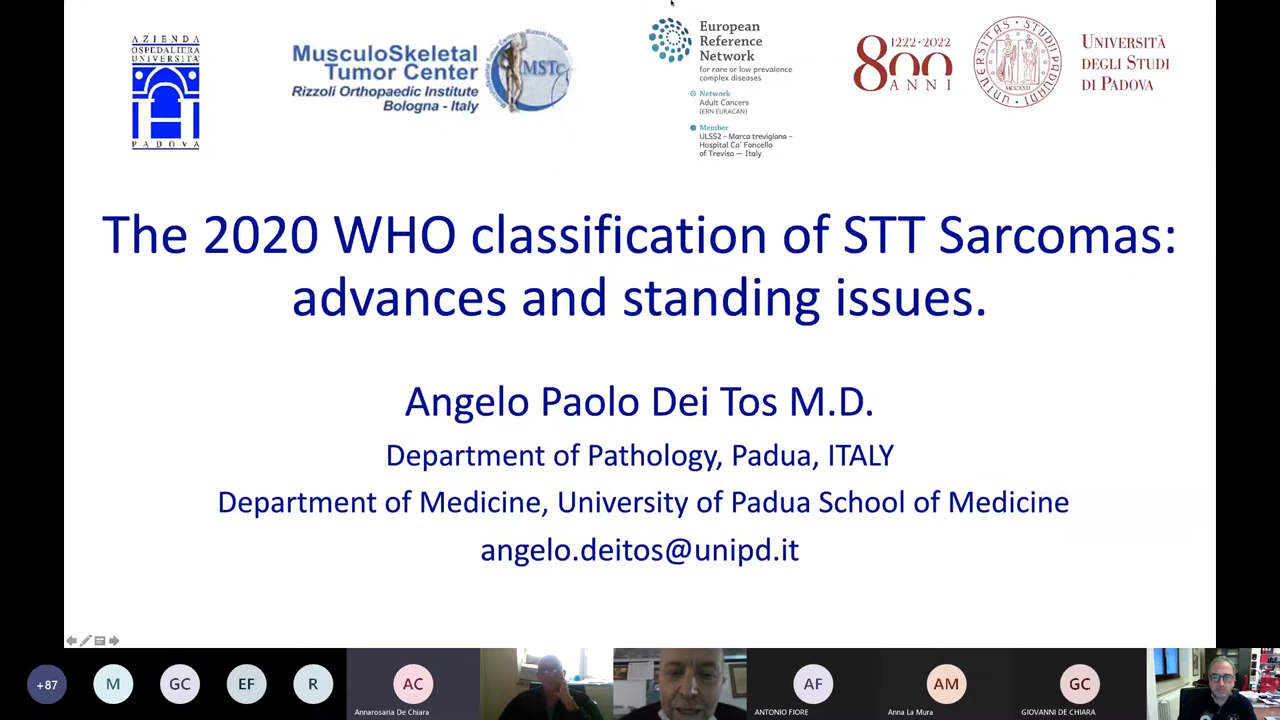 AZIENDA
OSPEDALIERA
UNIVERSITA'
PADOVA
MusculoSkeletal
Tumor Center
Rizzoli Orthopaedic Institute
Bologna - Italy
MSTC
European
Reference
Network
for rare or low prevalence
complex diseases
Network
Adult Cancers
(ERN EURACAN)
Member
ULSS2 - Marca trevigiana –
Hospital Ca' Foncello
of Treviso — Italy
1222·2022
800
ANNI
UNIVERSITÀ
DEGLI STUDI
DI PADOVA
The 2020 WHO classification of STT Sarcomas:
advances and standing issues.
Angelo Paolo Dei Tos M.D.
Department of Pathology, Padua, ITALY
Department of Medicine, University of Padua School of Medicine
angelo.deitos@unipd.it
+87
M
GC
EF
R
AC
Annarosaria De Chiara
AF
ANTONIO FIORE
AM
Anna La Mura
GC
GIOVANNI DE CHIARA